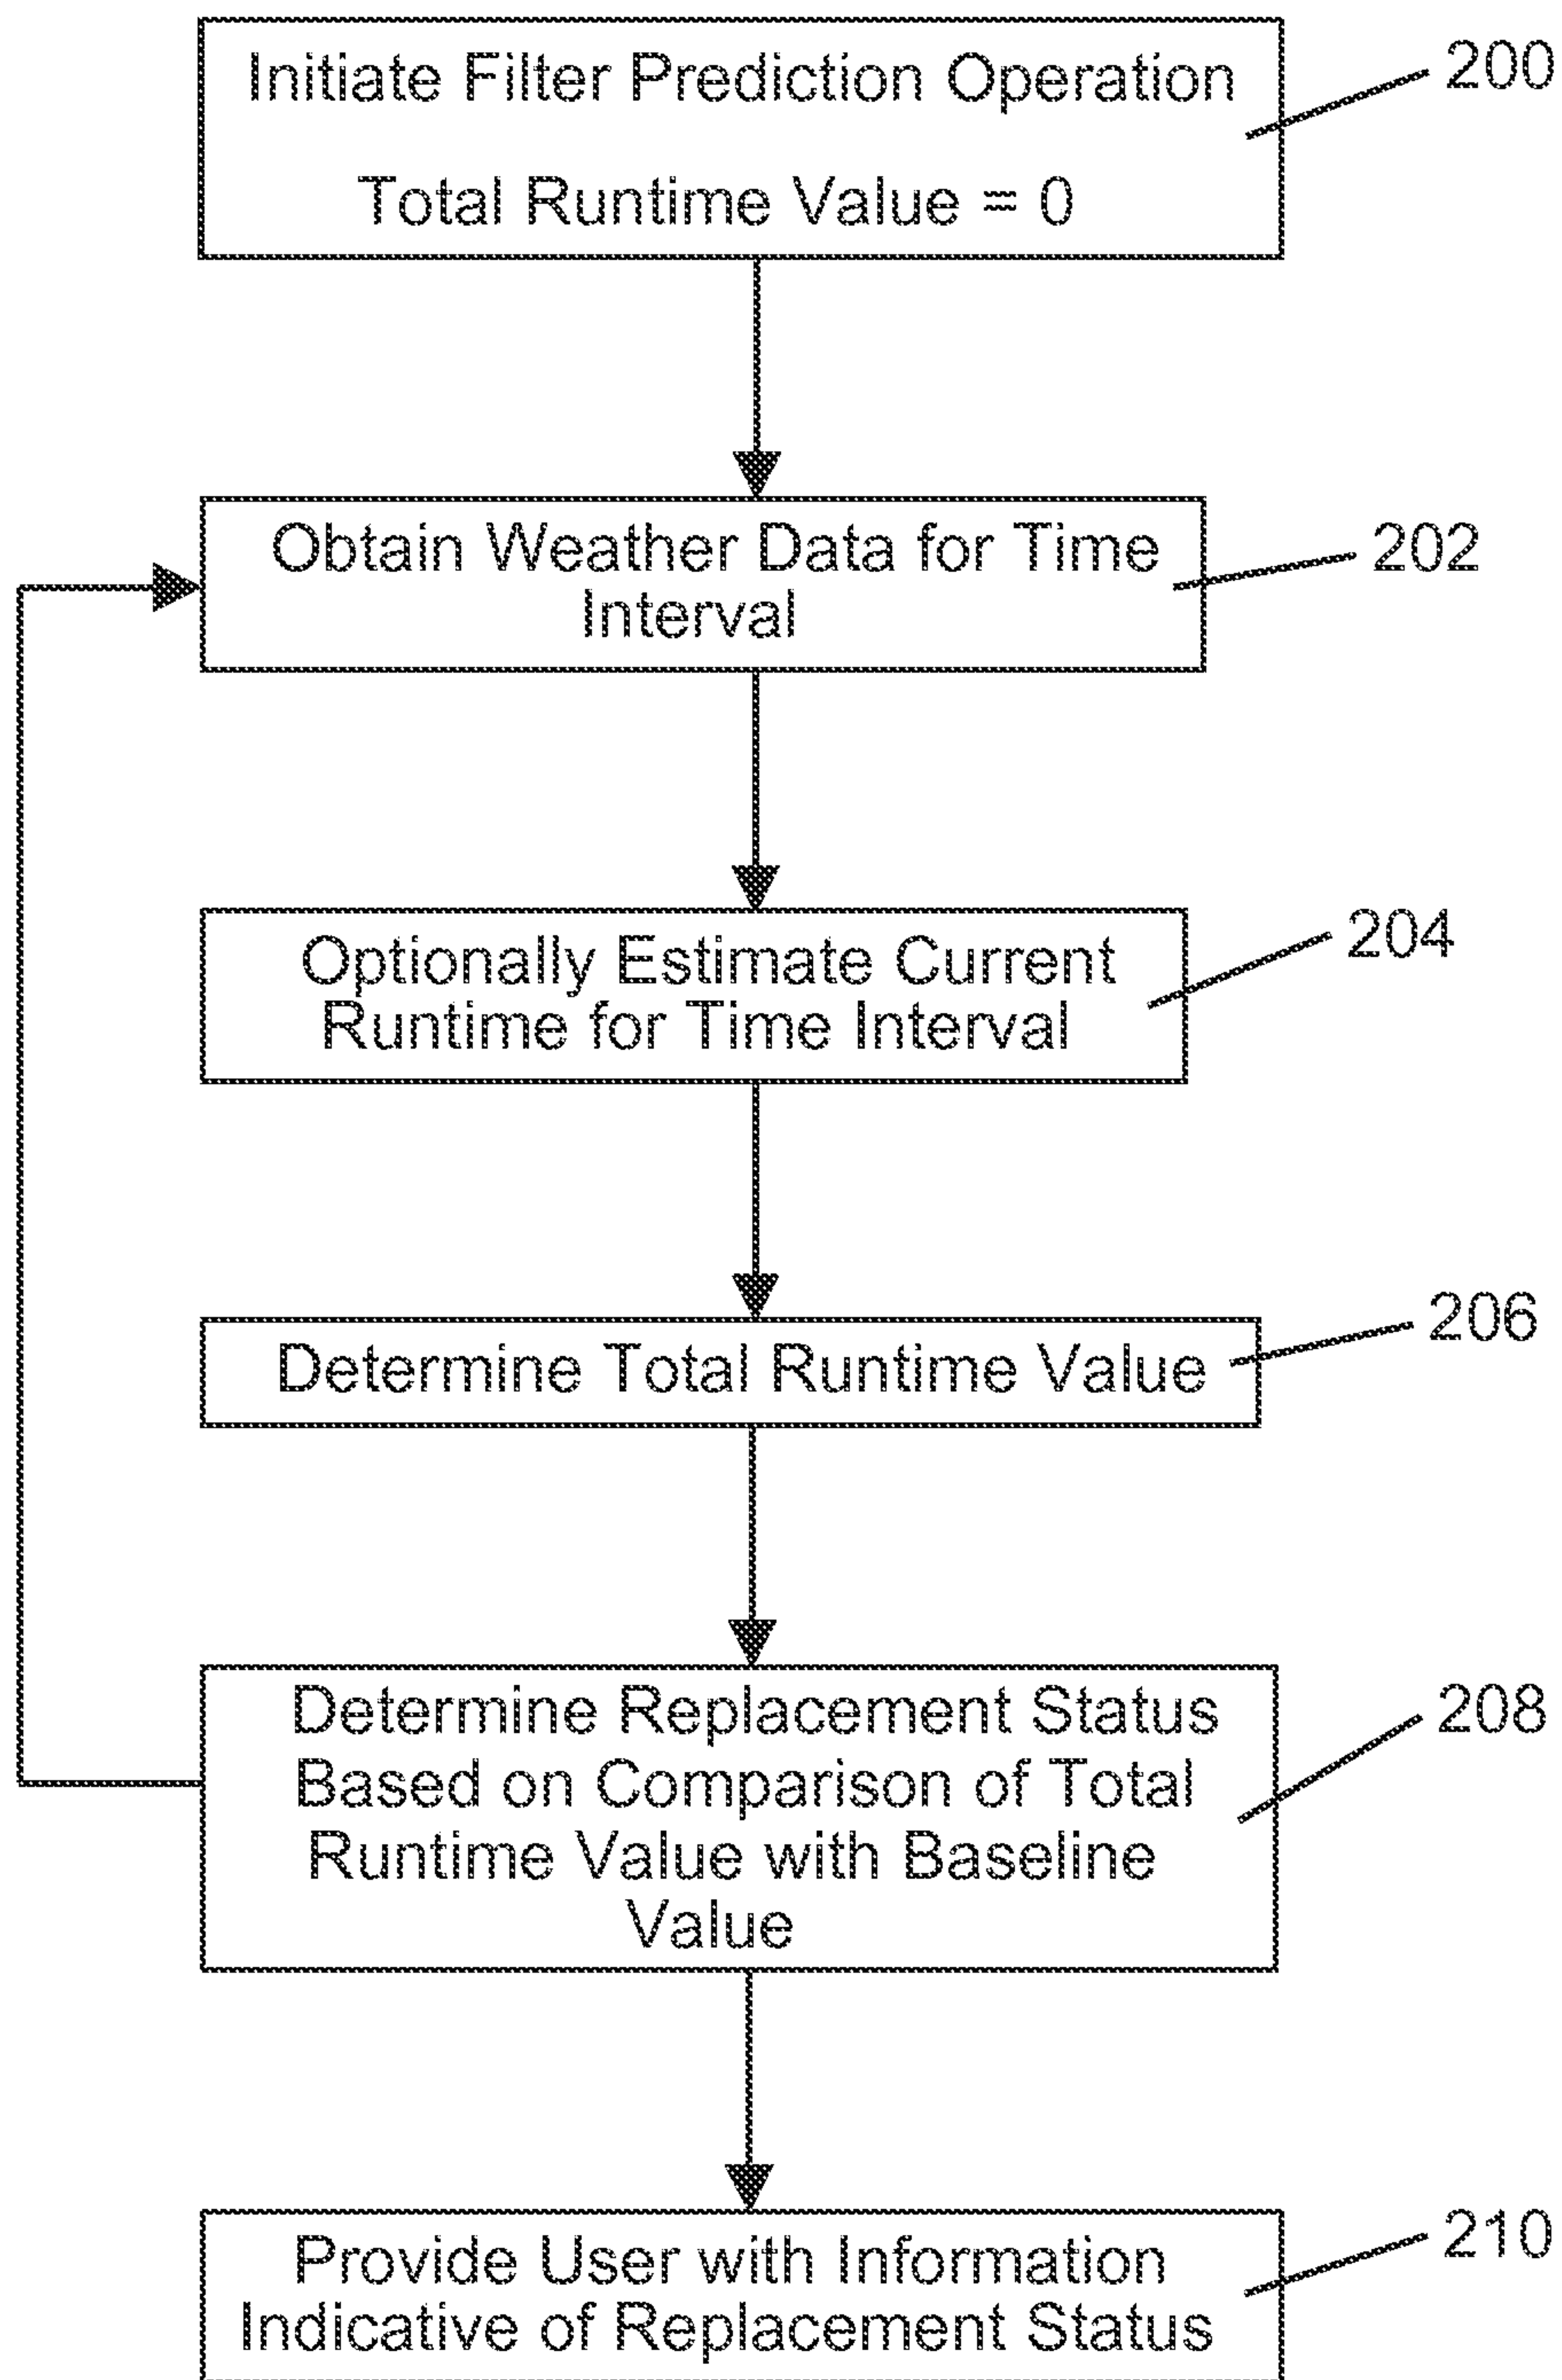 Initiate Filter Prediction Operation
200
Total Runtime Value = 0
Obtain Weather Data for Time
Interval
202
Optionally Estimate Current
Runtime for Time Interval
204
Determine Total Runtime Value
206
Determine Replacement Status
Based on Comparison of Total
Runtime Value with Baseline
Value
208
Provide User with Information
Indicative of Replacement Status
210